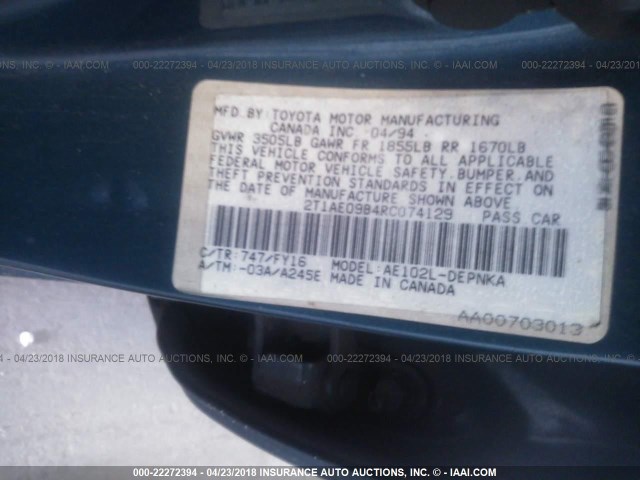 000-22272394 - 04/23/2018 INSURANCE AUTO AUCTIONS, INC. - © IAAI.COM
MFD.BY:TOYOTA MOTOR MANUFACTURING
CANADA INC. 04/94
GVWR 3505LB GAWR FR 1855LB RR 1670LB
THIS VEHICLE CONFORMS TO ALL APPLICABLE
FEDERAL MOTOR VEHICLE SAFETY.BUMPER.AND
THEFT PREVENTION STANDARDS IN EFFECT ON
THE DATE OF MANUFACTURE SHOWN ABOVE
2T1AE09B4RC074129 PASS CAR
C/TR:747/FY16 MODEL:AE102L-DEPNKA
A/TM:-03A/A245E MADE IN CANADA
AA00703013
000-22272394 - 04/23/2018 INSURANCE AUTO AUCTIONS, INC. - © IAAI.COM
000-22272394 - 04/23/2018 INSURANCE AUTO AUCTIONS, INC. - © IAAI.COM